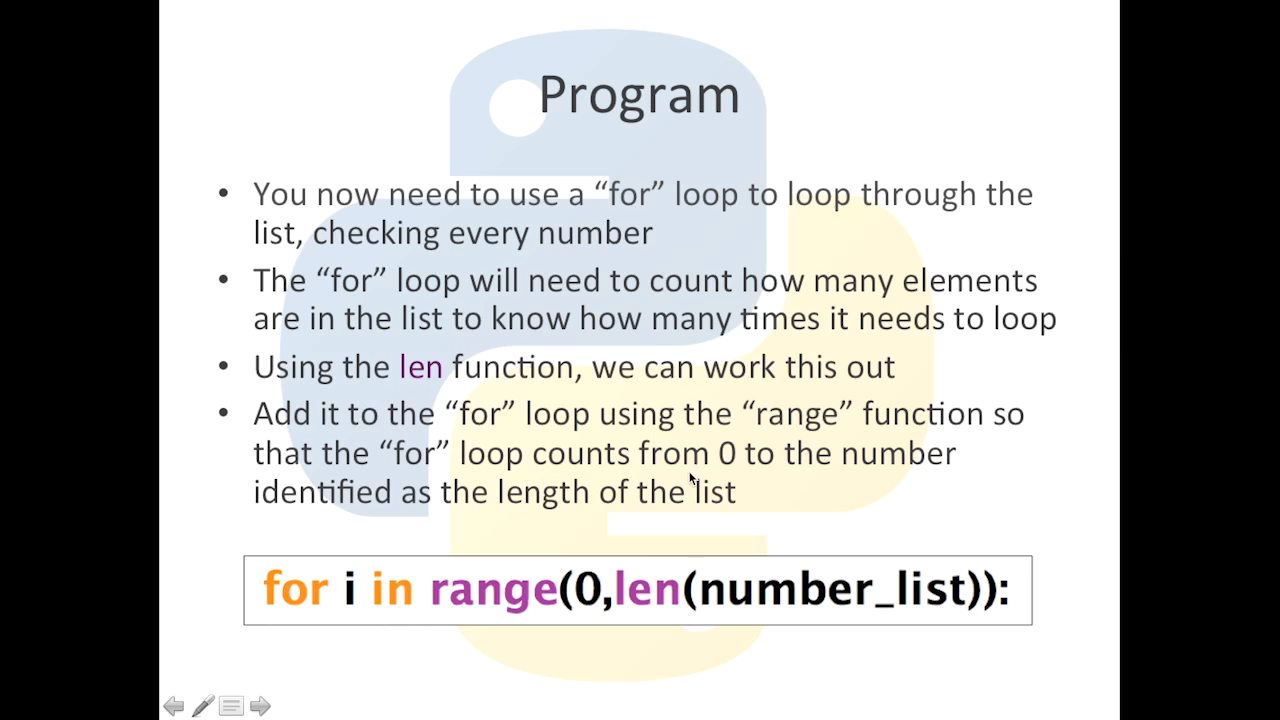 Program
• You now need to use a “for” loop to loop through the
list, checking every number
• The “for” loop will need to count how many elements
are in the list to know how many times it needs to loop
• Using the len function, we can work this out
• Add it to the “for” loop using the “range” function so
that the “for” loop counts from 0 to the number
identified as the length of the list
for i in range(0,len(number_list)):